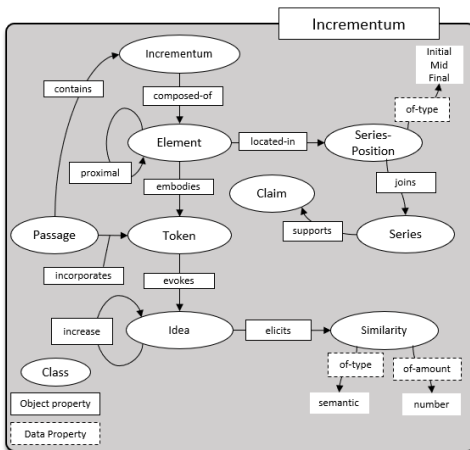 Incrementum
Incrementum
Initial
Mid
Final
contains
composed-of
of-type
Element
located-in
Series-
Position
proximal
embodies
joins
Claim
Passage
Token
supports
Series
incorporates
evokes
increase
Idea
elicits
Similarity
Class
of-type
of-amount
Object property
semantic
number
Data Property